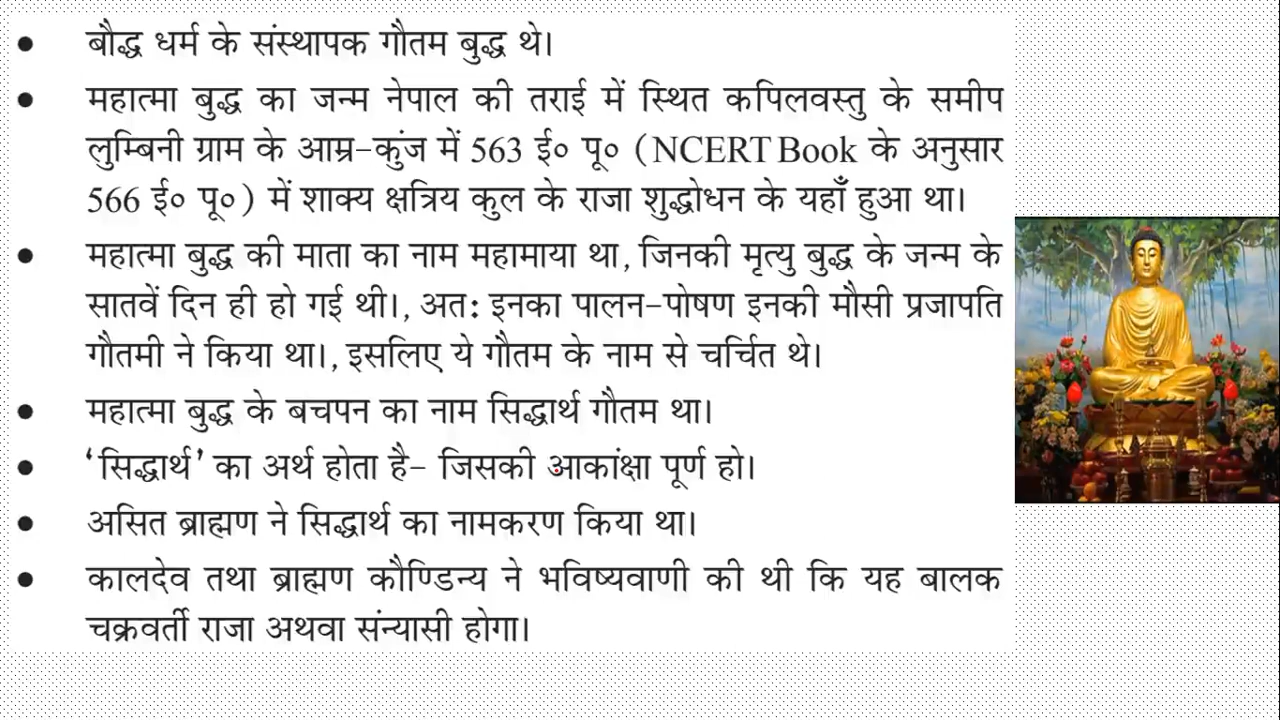 • बौद्ध धर्म के संस्थापक गौतम बुद्ध थे।
• महात्मा बुद्ध का जन्म नेपाल की तराई में स्थित कपिलवस्तु के समीप
लुम्बिनी ग्राम के आम्र-कुंज में 563 ई० पू० (NCERT Book के अनुसार
566 ई० पू०) में शाक्य क्षत्रिय कुल के राजा शुद्धोधन के यहाँ हुआ था।
• महात्मा बुद्ध की माता का नाम महामाया था, जिनकी मृत्यु बुद्ध के जन्म के
सातवें दिन ही हो गई थी।, अत: इनका पालन-पोषण इनकी मौसी प्रजापति
गौतमी ने किया था।, इसलिए ये गौतम के नाम से चर्चित थे।
• महात्मा बुद्ध के बचपन का नाम सिद्धार्थ गौतम था।
• ‘सिद्धार्थ’ का अर्थ होता है- जिसकी आकांक्षा पूर्ण हो।
• असित ब्राह्मण ने सिद्धार्थ का नामकरण किया था।
• कालदेव तथा ब्राह्मण कौण्डिन्य ने भविष्यवाणी की थी कि यह बालक
चक्रवर्ती राजा अथवा संन्यासी होगा।